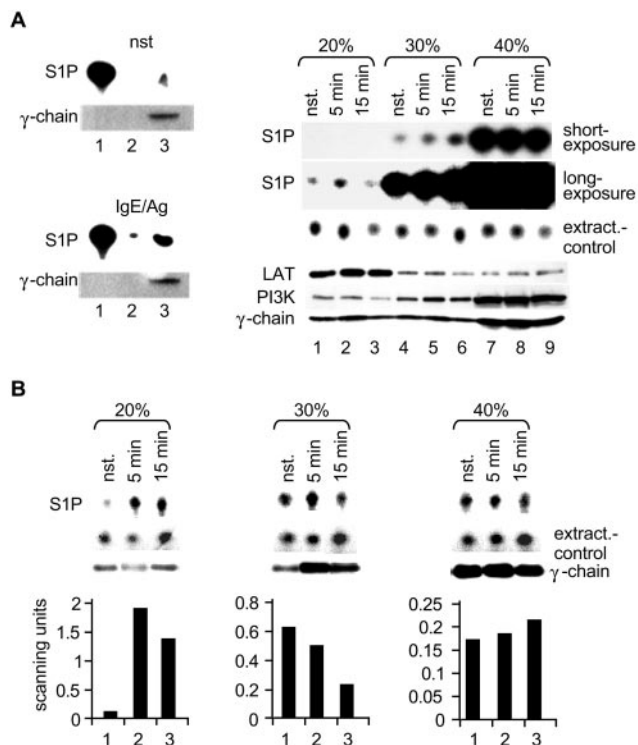 A
nst
S1P
γ-chain
1 2 3
IgE/Ag
S1P
γ-chain
1 2 3
20% 30% 40%
nst. 5 min 15 min nst. 5 min 15 min nst. 5 min 15 min
S1P short-exposure
S1P long-exposure
extract.-control
LAT
PI3K
γ-chain
1 2 3 4 5 6 7 8 9
B
20% 30% 40%
nst. 5 min 15 min nst. 5 min 15 min nst. 5 min 15 min
S1P
extract.-control
γ-chain
scanning units
2 1.5 1 0.5 0
0.8 0.6 0.4 0.2 0
0.25 0.2 0.15 0.1 0.05 0
1 2 3 1 2 3 1 2 3